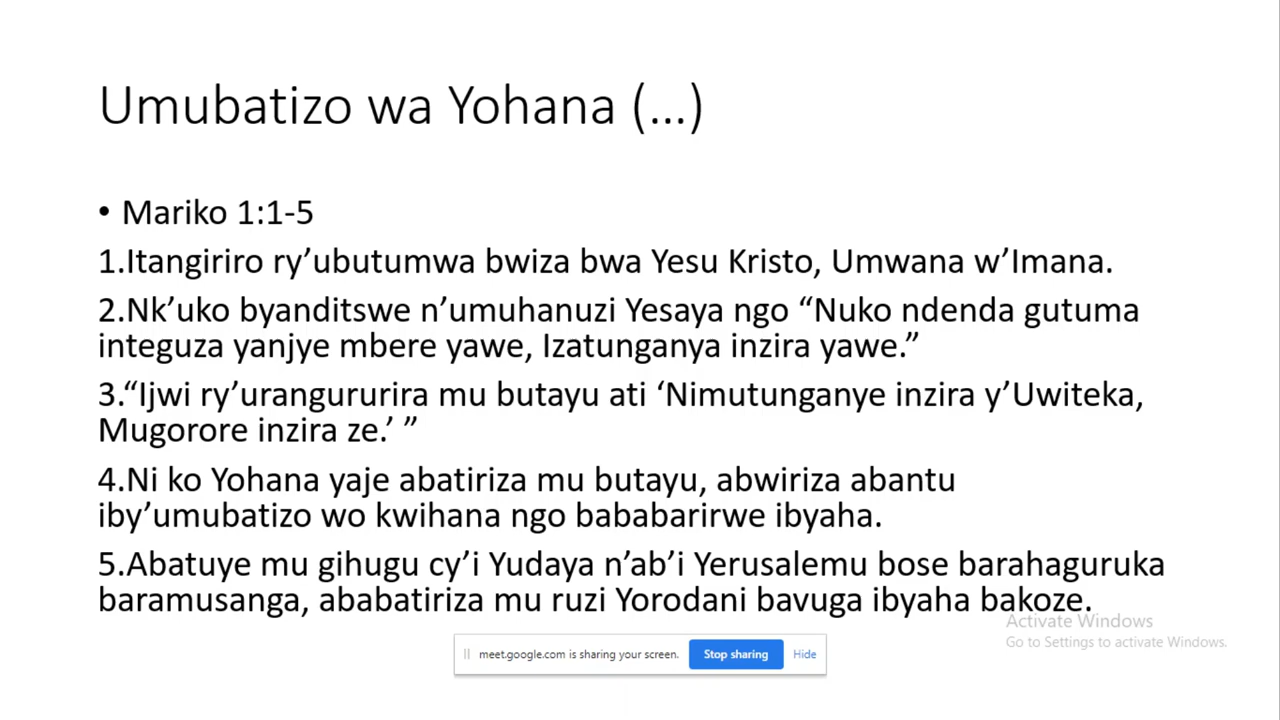 Umubatizo wa Yohana (...)
• Mariko 1:1-5
1.Itangiriro ry’ubutumwa bwiza bwa Yesu Kristo, Umwana w’Imana.
2.Nk’uko byanditswe n’umuhanuzi Yesaya ngo “Nuko ndenda gutuma
integuza yanjye mbere yawe, Izatunganya inzira yawe.”
3.“Ijwi ry’urangururira mu butayu ati ‘Nimutunganye inzira y’Uwiteka,
Mugorore inzira ze.’ ”
4.Ni ko Yohana yaje abatiriza mu butayu, abwiriza abantu
iby’umubatizo wo kwihana ngo bababarirwe ibyaha.
5.Abatuye mu gihugu cy’i Yudaya n’ab’i Yerusalemu bose barahaguruka
baramusanga, ababatiriza mu ruzi Yorodani bavuga ibyaha bakoze.
Activate Windows
Go to Settings to activate Windows.
meet.google.com is sharing your screen. Stop sharing Hide